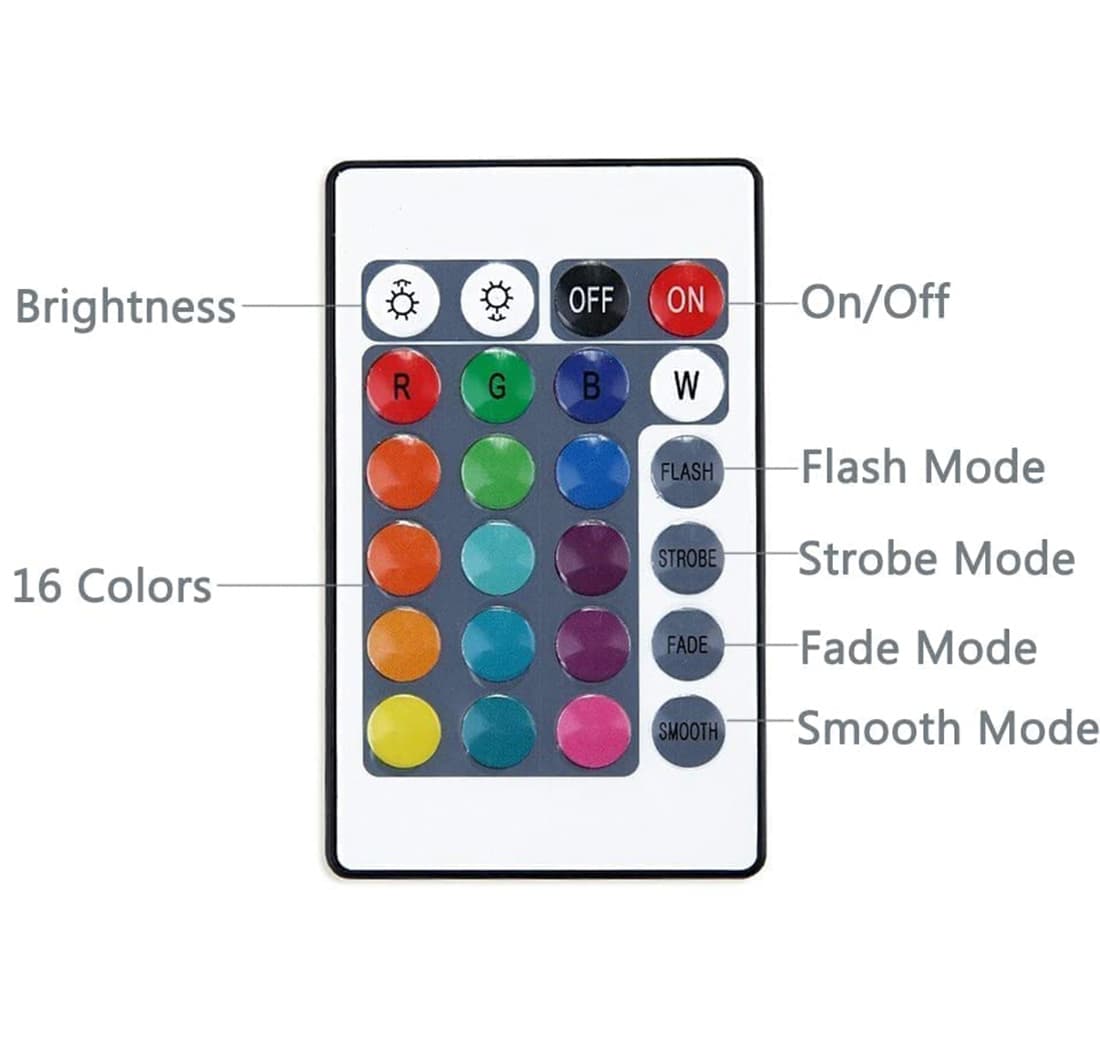 Brightness
OFF
ON
On/Off
R
G
B
W
FLASH
Flash Mode
STROBE
Strobe Mode
16 Colors
FADE
Fade Mode
SMOOTH
Smooth Mode